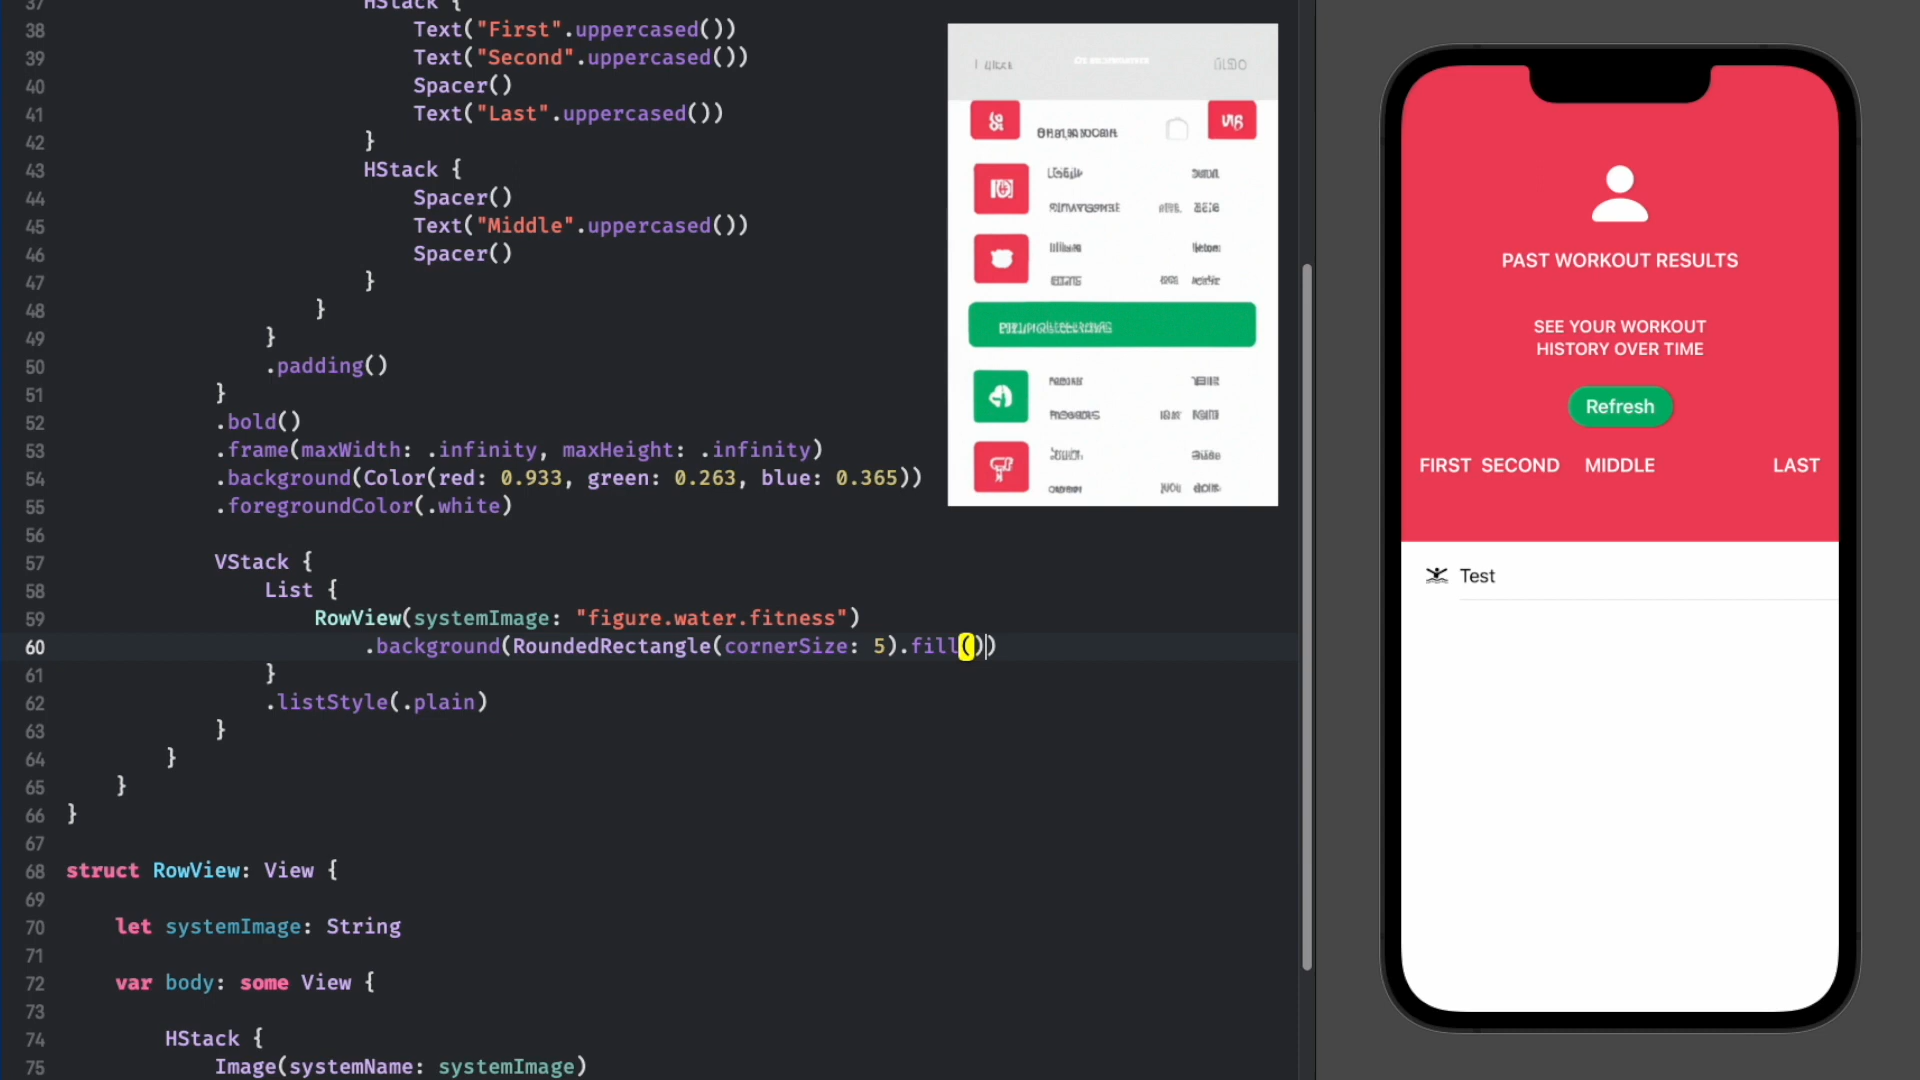 37 HStack {
38 Text("First".uppercased())
39 Text("Second".uppercased())
40 Spacer()
41 Text("Last".uppercased())
42 }
43 HStack {
44 Spacer()
45 Text("Middle".uppercased())
46 Spacer()
47 }
48 }
49 }
50 .padding()
51 }
52 .bold()
53 .frame(maxWidth: .infinity, maxHeight: .infinity)
54 .background(Color(red: 0.933, green: 0.263, blue: 0.365))
55 .foregroundColor(.white)
56
57 VStack {
58 List {
59 RowView(systemImage: "figure.water.fitness")
60 .background(RoundedRectangle(cornerSize: 5).fill())
61 }
62 .listStyle(.plain)
63 }
64 }
65 }
66 }
67
68 struct RowView: View {
69
70 let systemImage: String
71
72 var body: some View {
73
74 HStack {
75 Image(systemName: systemImage)
PAST WORKOUT RESULTS
SEE YOUR WORKOUT
HISTORY OVER TIME
Refresh
FIRST SECOND MIDDLE LAST
Test